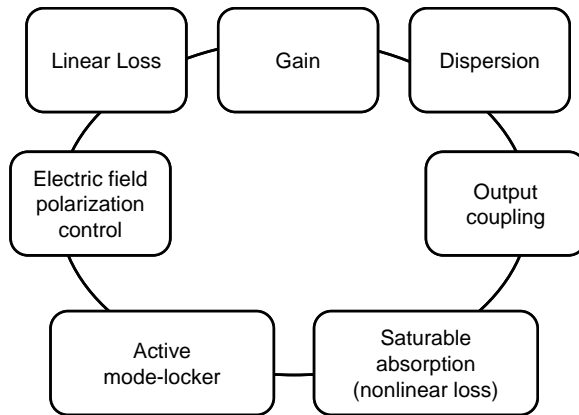 Linear Loss
Gain
Dispersion
Electric field
polarization
control
Output
coupling
Active
mode-locker
Saturable
absorption
(nonlinear loss)